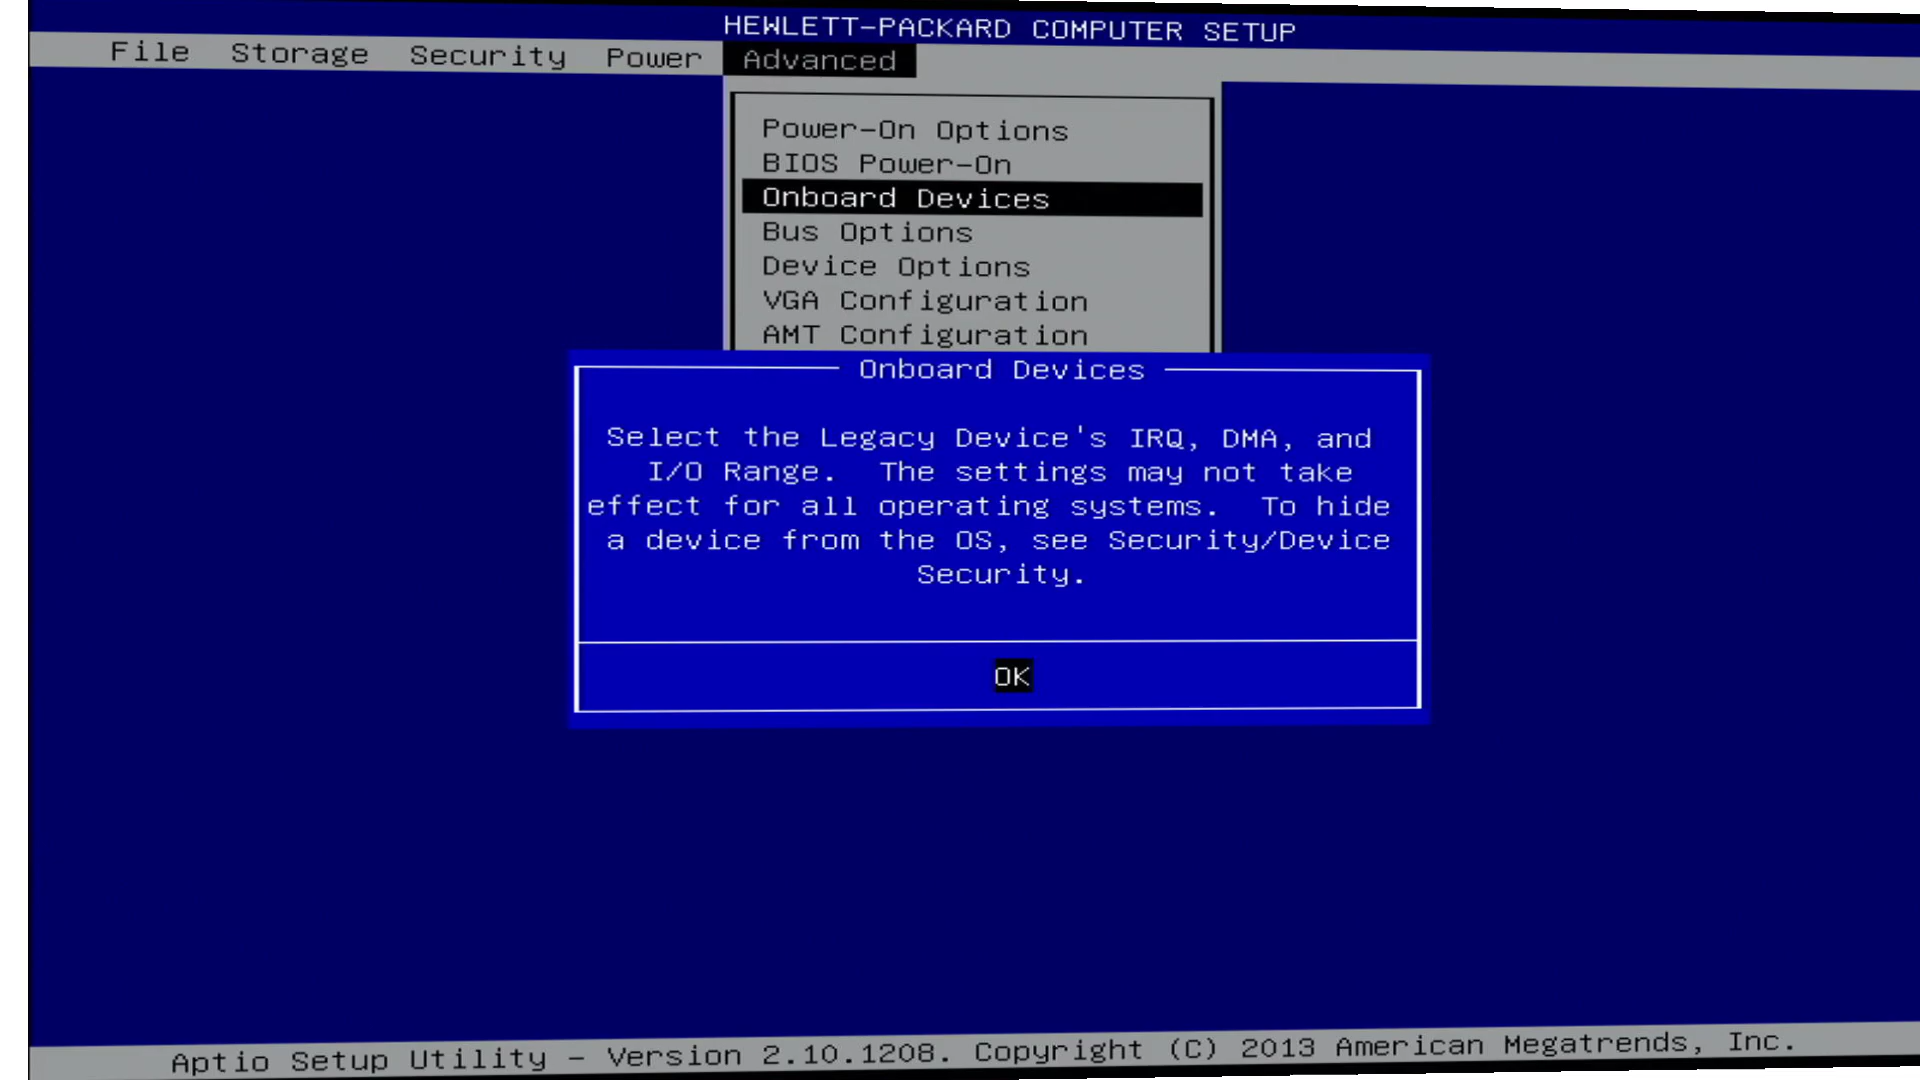 HEWLETT-PACKARD COMPUTER SETUP
File Storage Security Power Advanced
Power-On Options
BIOS Power-On
Onboard Devices
Bus Options
Device Options
VGA Configuration
AMT Configuration
Onboard Devices
Select the Legacy Device's IRQ, DMA, and
I/O Range. The settings may not take
effect for all operating systems. To hide
a device from the OS, see Security/Device
Security.
OK
Aptio Setup Utility - Version 2.10.1208. Copyright (C) 2013 American Megatrends, Inc.